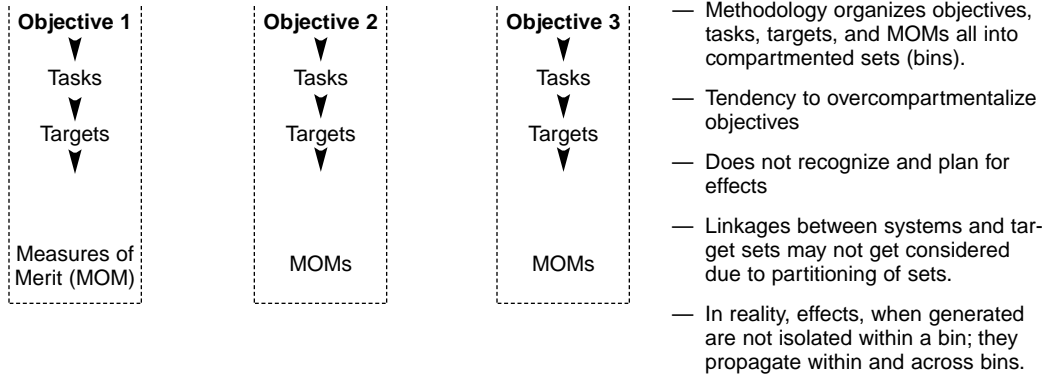 Objective 1
Tasks
Targets
Measures of
Merit (MOM)
Objective 2
Tasks
Targets
MOMs
Objective 3
Tasks
Targets
MOMs
— Methodology organizes objectives,
tasks, targets, and MOMs all into
compartmented sets (bins).
— Tendency to overcompartmentalize
objectives
— Does not recognize and plan for
effects
— Linkages between systems and tar-
get sets may not get considered
due to partitioning of sets.
— In reality, effects, when generated
are not isolated within a bin; they
propagate within and across bins.